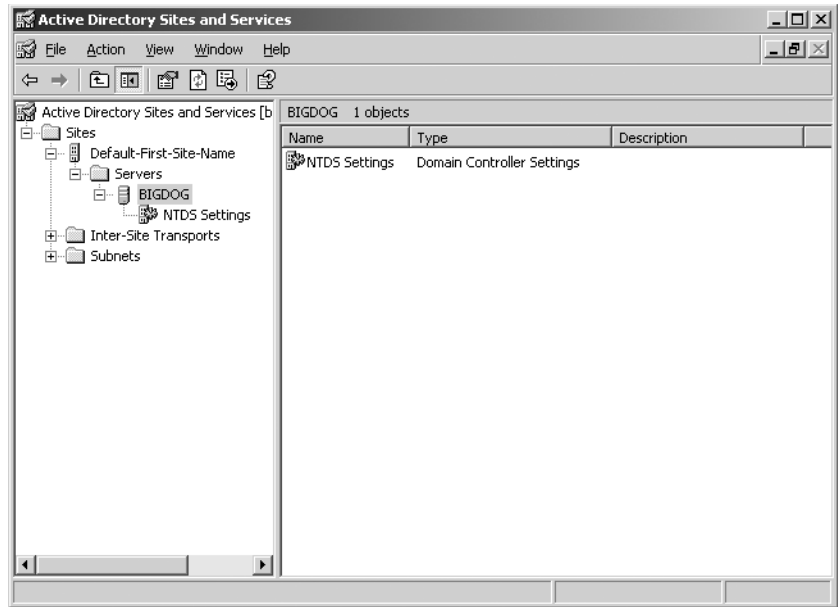 Active Directory Sites and Services
File Action View Window Help
Active Directory Sites and Services [b
Sites
Default-First-Site-Name
Servers
BIGDOG
NTDS Settings
Inter-Site Transports
Subnets
BIGDOG 1 objects
Name Type Description
NTDS Settings Domain Controller Settings